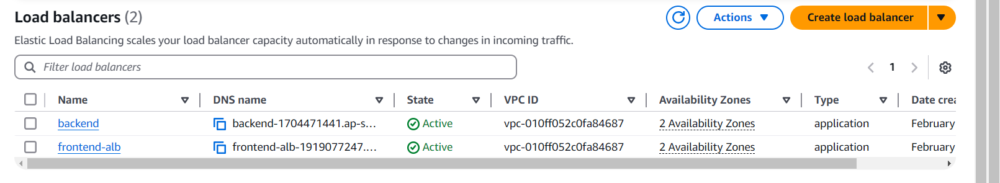 Load balancers (2)
Actions
Create load balancer
Elastic Load Balancing scales your load balancer capacity automatically in response to changes in incoming traffic.
Filter load balancers
1
Name DNS name State VPC ID Availability Zones Type Date crea
backend backend-1704471441.ap-s... Active vpc-010ff052c0fa84687 2 Availability Zones application February
frontend-alb frontend-alb-1919077247.... Active vpc-010ff052c0fa84687 2 Availability Zones application February